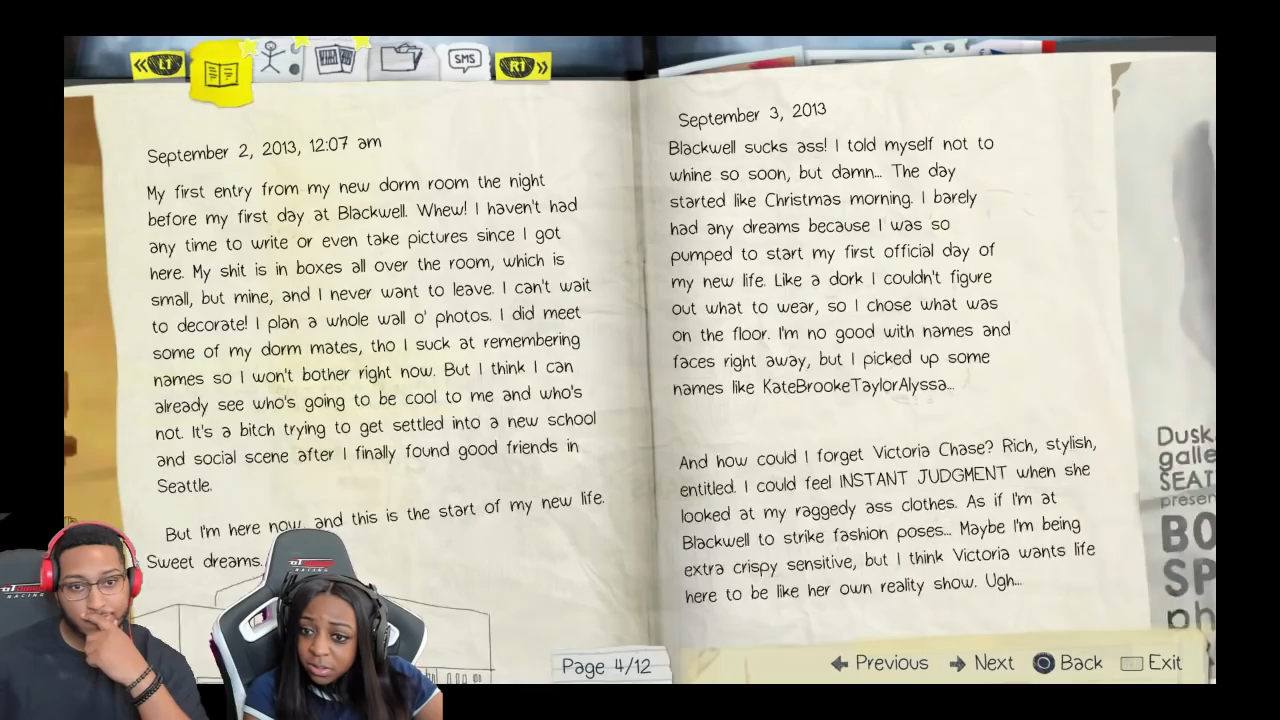 LT
SMS
R1
September 2, 2013, 12:07 am
My first entry from my new dorm room the night
before my first day at Blackwell. Whew! I haven't had
any time to write or even take pictures since I got
here. My shit is in boxes all over the room, which is
small, but mine, and I never want to leave. I can't wait
to decorate! I plan a whole wall o' photos. I did meet
some of my dorm mates, tho I suck at remembering
names so I won't bother right now. But I think I can
already see who's going to be cool to me and who's
not. It's a bitch trying to get settled into a new school
and social scene after I finally found good friends in
Seattle.
But I'm here now, and this is the start of my new life.
Sweet dreams.
September 3, 2013
Blackwell sucks ass! I told myself not to
whine so soon, but damn... The day
started like Christmas morning. I barely
had any dreams because I was so
pumped to start my first official day of
my new life. Like a dork I couldn't figure
out what to wear, so I chose what was
on the floor. I'm no good with names and
faces right away, but I picked up some
names like KateBrookeTaylorAlyssa...
And how could I forget Victoria Chase? Rich, stylish,
entitled. I could feel INSTANT JUDGMENT when she
looked at my raggedy ass clothes. As if I'm at
Blackwell to strike fashion poses... Maybe I'm being
extra crispy sensitive, but I think Victoria wants life
here to be like her own reality show. Ugh...
Dusk
galle
SEAT
presen
BO
SP
ph
Page 4/12
Previous Next Back Exit
RACING
RACING